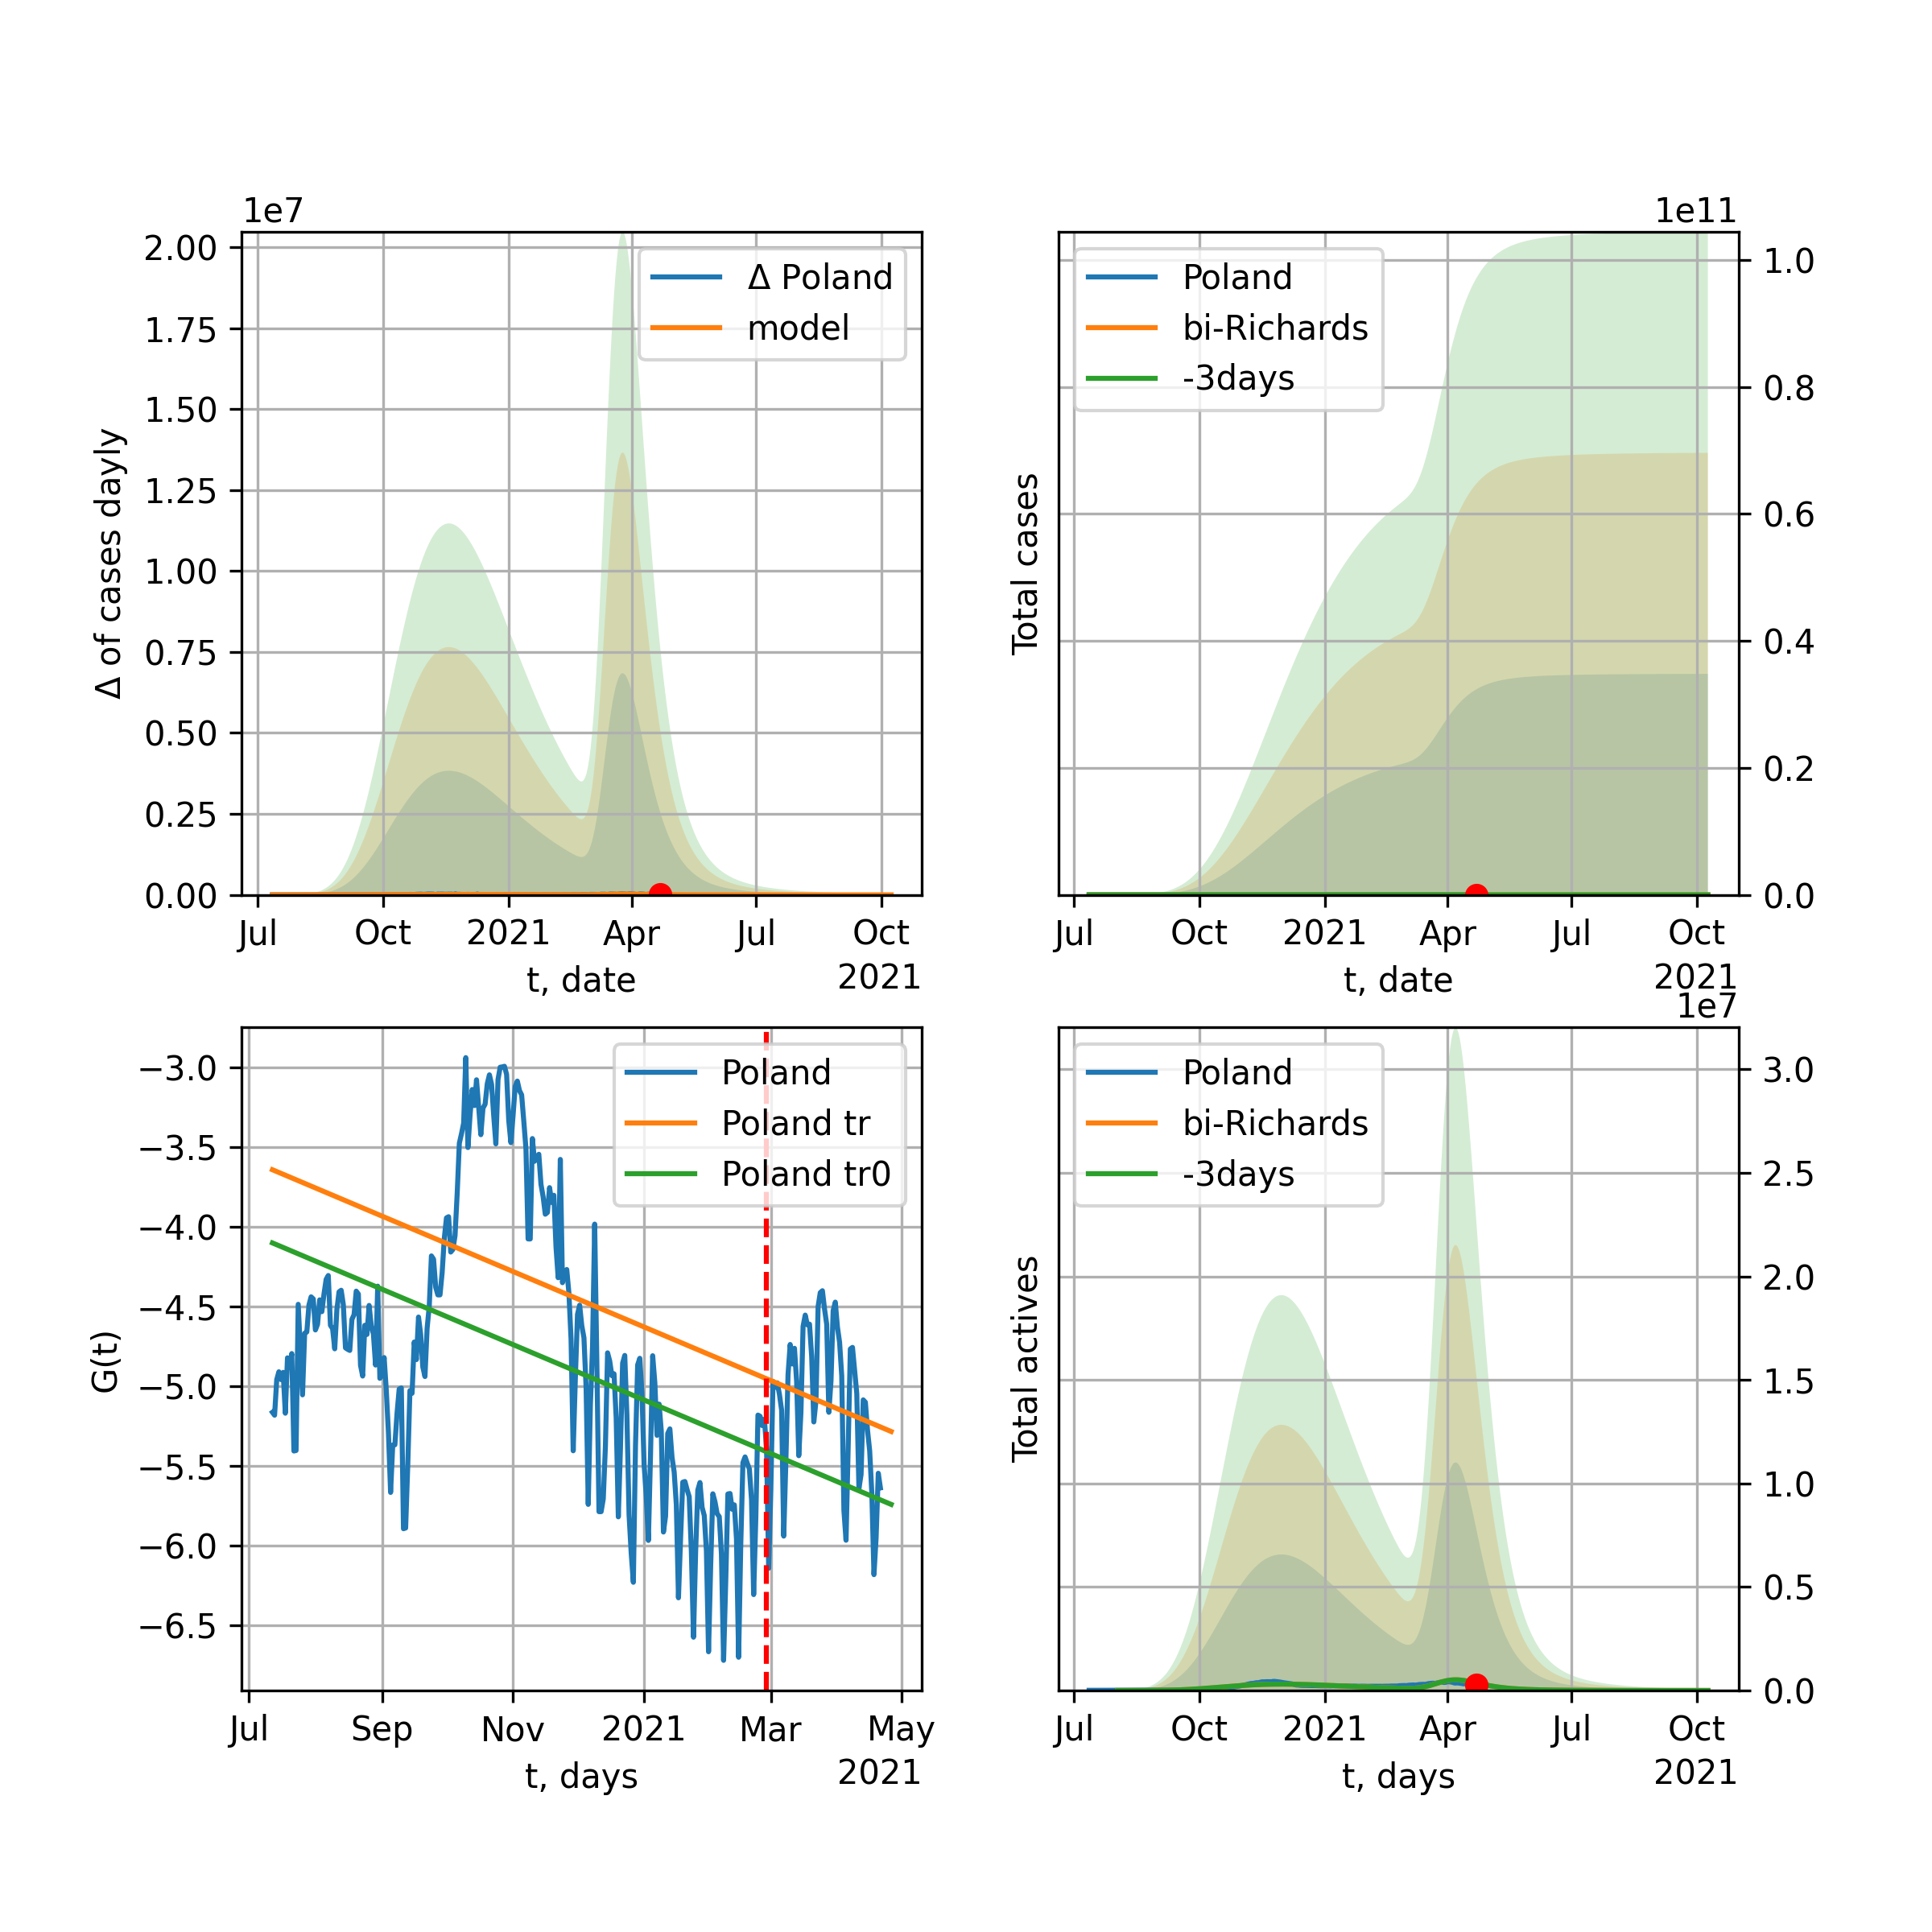 1e7
2.00
1.75
1.50
1.25
1.00
0.75
0.50
0.25
0.00
Δ of cases dayly
Δ Poland
model
Jul Oct 2021 Apr Jul Oct
t, date
2021
1e11
1.0
0.8
0.6
0.4
0.2
0.0
Total cases
Poland
bi-Richards
-3days
Jul Oct 2021 Apr Jul Oct
t, date
2021
−3.0
−3.5
−4.0
−4.5
−5.0
−5.5
−6.0
−6.5
G(t)
Poland
Poland tr
Poland tr0
Jul Sep Nov 2021 Mar May
t, days
2021
1e7
3.0
2.5
2.0
1.5
1.0
0.5
0.0
Total actives
Poland
bi-Richards
-3days
Jul Oct 2021 Apr Jul Oct
t, days
2021